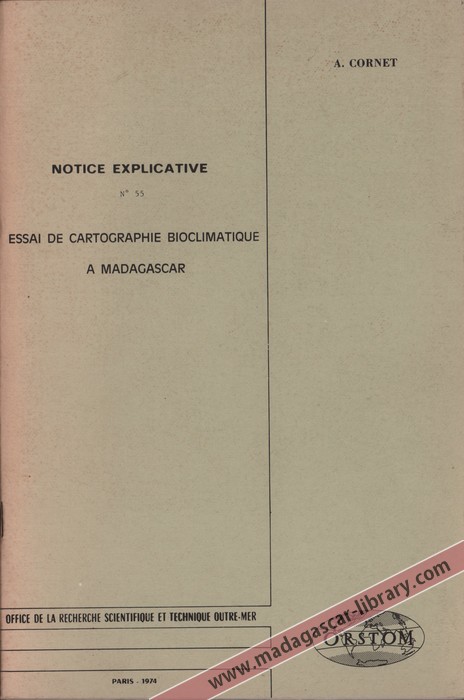 A. CORNET
NOTICE EXPLICATIVE
N° 55
ESSAI DE CARTOGRAPHIE BIOCLIMATIQUE
A MADAGASCAR
OFFICE DE LA RECHERCHE SCIENTIFIQUE ET TECHNIQUE OUTRE-MER
ORSTOM
PARIS - 1974
www.madagascar-library.com